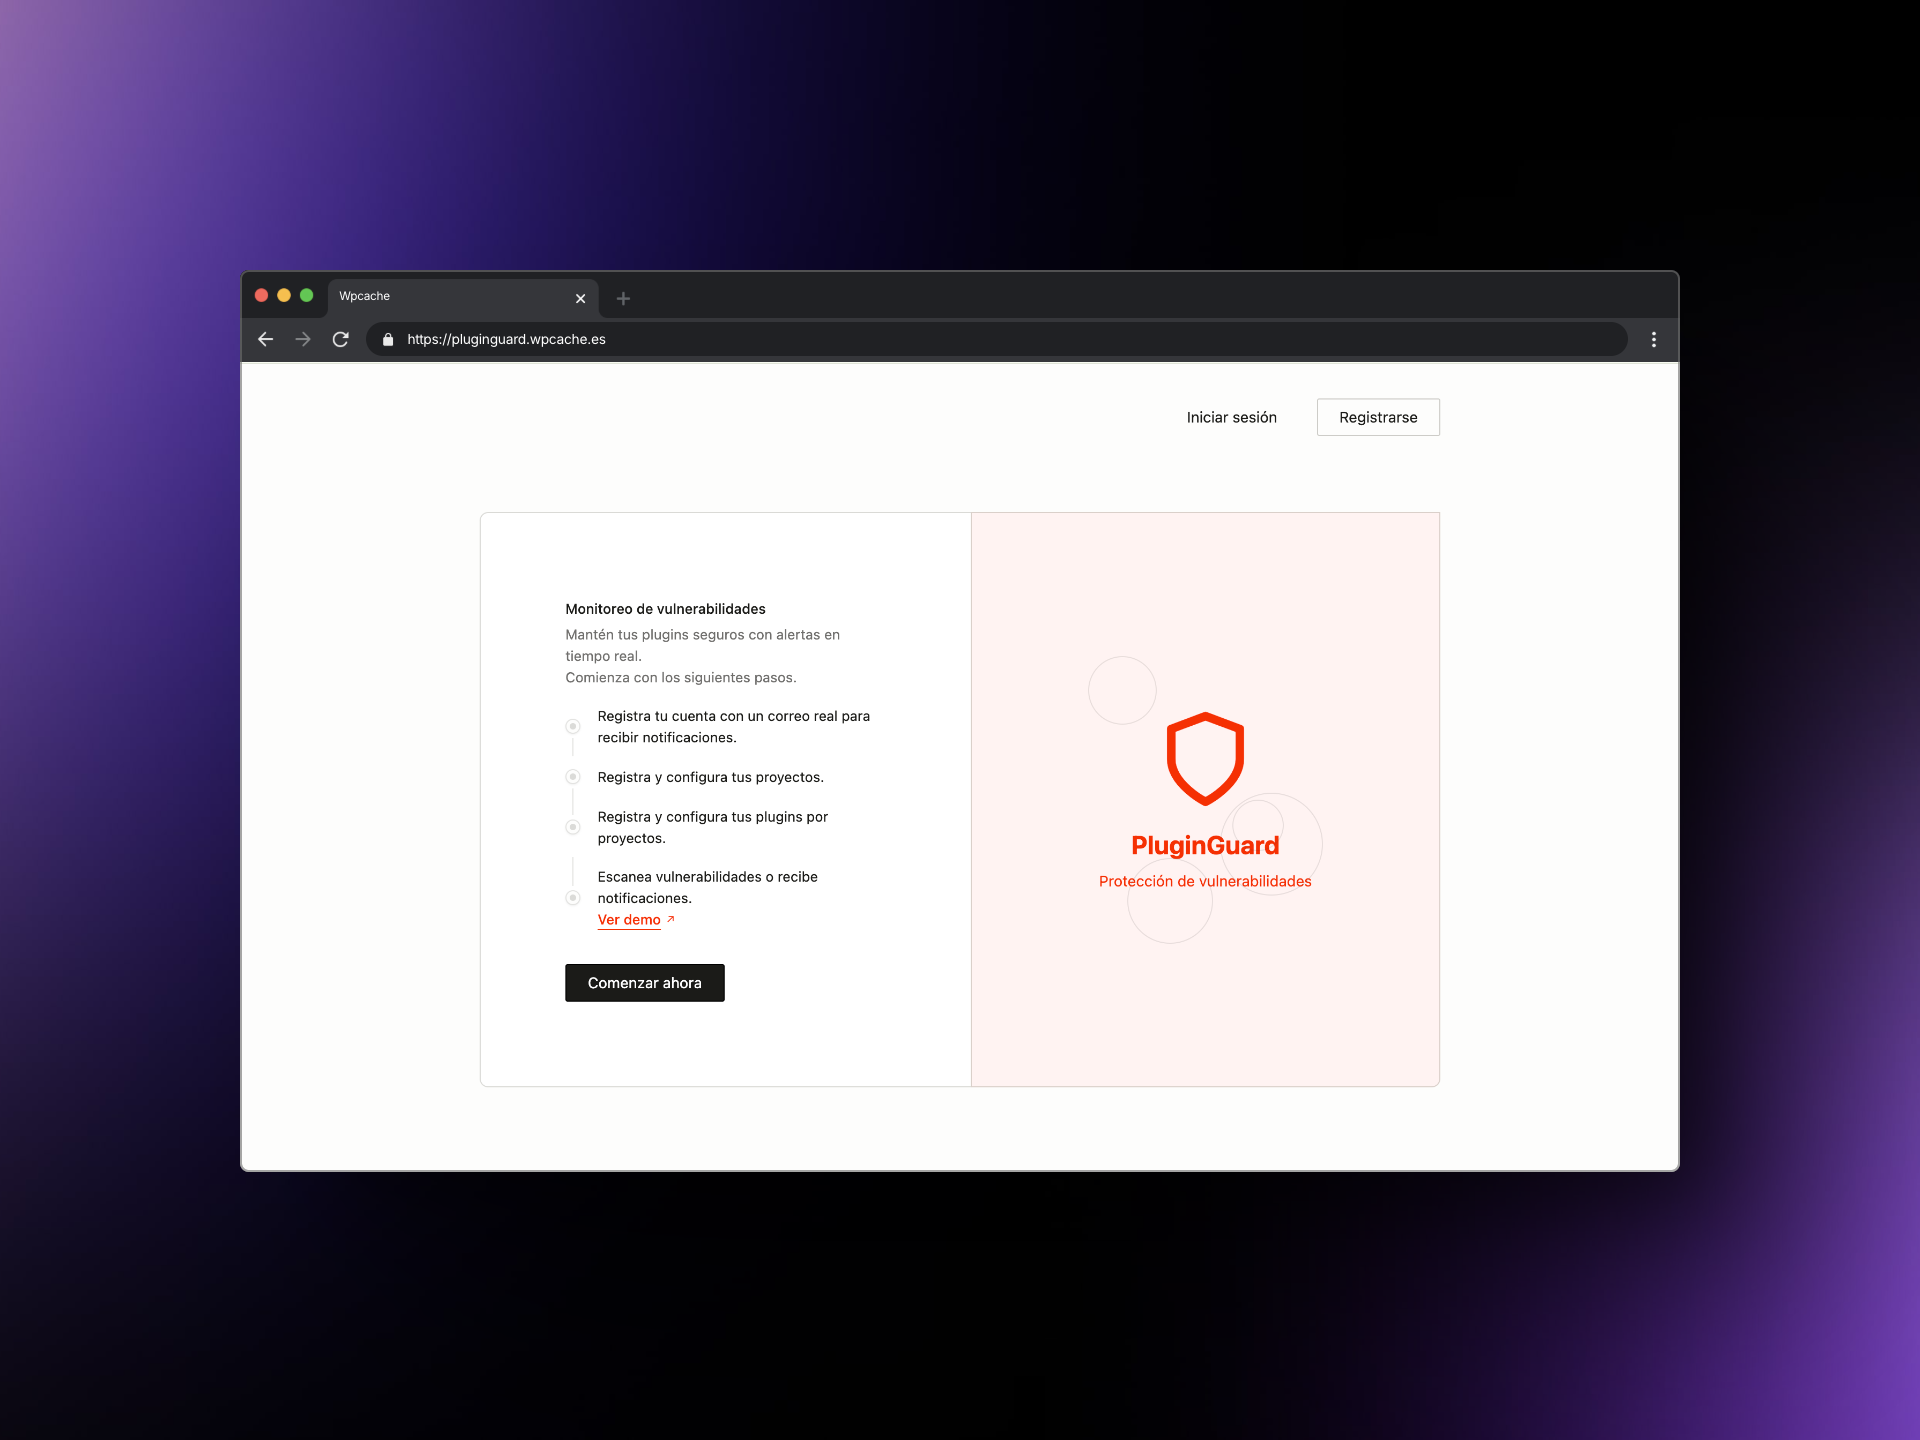 Wpcache
https://pluginguard.wpcache.es
Iniciar sesión
Registrarse
Monitoreo de vulnerabilidades
Mantén tus plugins seguros con alertas en
tiempo real.
Comienza con los siguientes pasos.
Registra tu cuenta con un correo real para
recibir notificaciones.
Registra y configura tus proyectos.
Registra y configura tus plugins por
proyectos.
Escanea vulnerabilidades o recibe
notificaciones.
Ver demo
Comenzar ahora
PluginGuard
Protección de vulnerabilidades